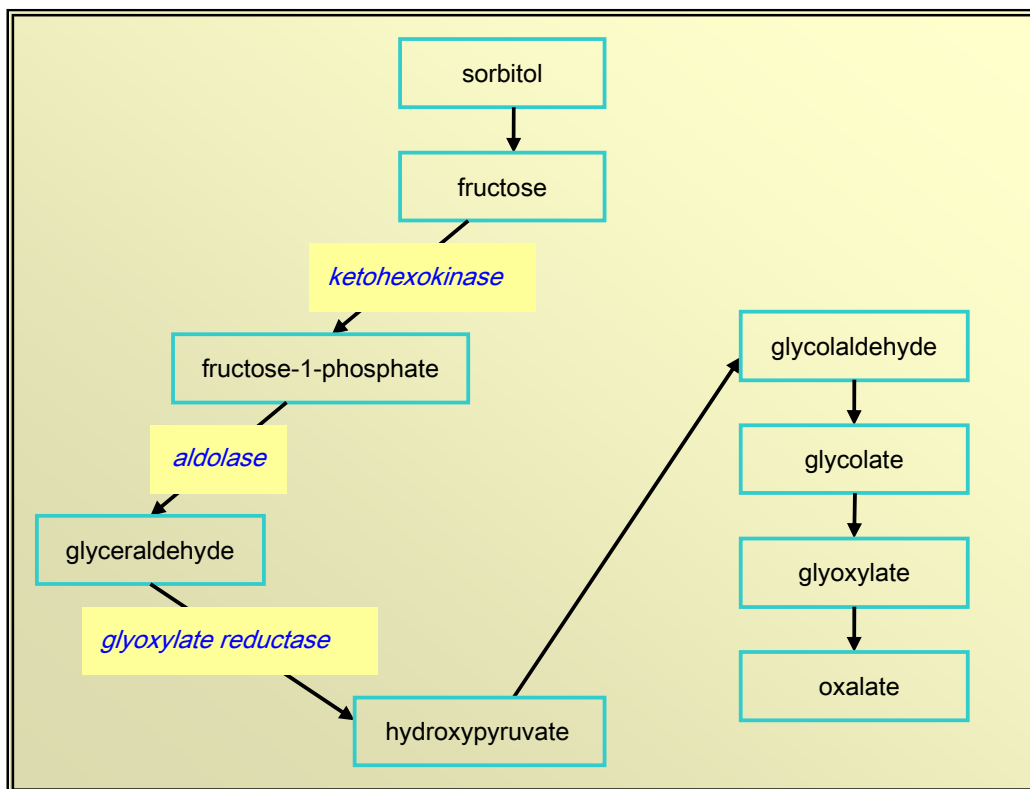 sorbitol
fructose
ketohexokinase
fructose-1-phosphate
aldolase
glyceraldehyde
glyoxylate reductase
hydroxypyruvate
glycolaldehyde
glycolate
glyoxylate
oxalate